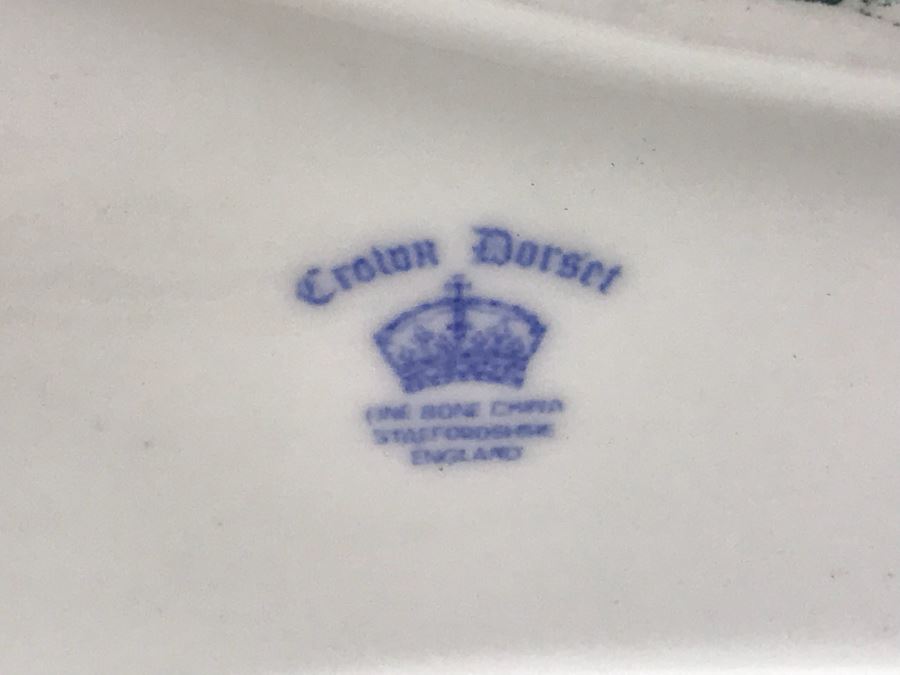 Crown Dorset
FINE BONE CHINA
STAFFORDSHIRE
ENGLAND